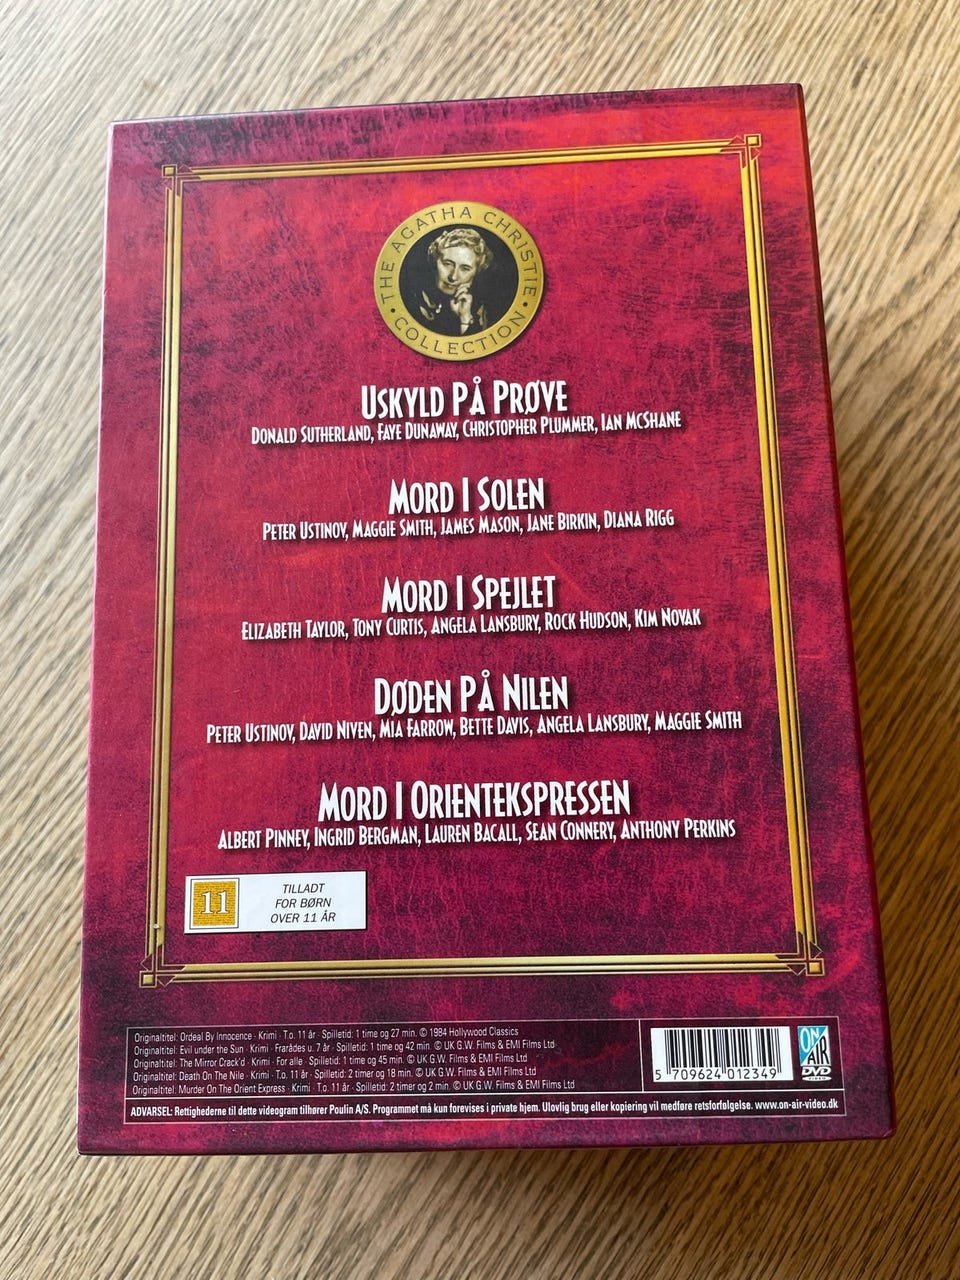 THE AGATHA CHRISTIE
• COLLECTION •
USKYLD PÅ PRØVE
DONALD SUTHERLAND, FAYE DUNAWAY, CHRISTOPHER PLUMMER, IAN MCSHANE
MORD I SOLEN
PETER USTINOV, MAGGIE SMITH, JAMES MASON, JANE BIRKIN, DIANA RIGG
MORD I SPEJLET
ELIZABETH TAYLOR, TONY CURTIS, ANGELA LANSBURY, ROCK HUDSON, KIM NOVAK
DØDEN PÅ NILEN
PETER USTINOV, DAVID NIVEN, MIA FARROW, BETTE DAVIS, ANGELA LANSBURY, MAGGIE SMITH
MORD I ORIENTEKSPRESSEN
ALBERT PINNEY, INGRID BERGMAN, LAUREN BACALL, SEAN CONNERY, ANTHONY PERKINS
11
TILLADT
FOR BØRN
OVER 11 ÅR
Originaltitel: Ordeal By Innocence · Krimi · T.o. 11 år · Spilletid: 1 time og 27 min. © 1984 Hollywood Classics
Originaltitel: Evil under the Sun · Krimi · Frarådes u. 7 år · Spilletid: 1 time og 42 min. © UK G.W. Films & EMI Films Ltd
Originaltitel: The Mirror Crack'd · Krimi · For alle · Spilletid: 1 time og 45 min. © UK G.W. Films & EMI Films Ltd
Originaltitel: Death On The Nile · Krimi · T.o. 11 år · Spilletid: 2 timer og 18 min. © UK G.W. Films & EMI Films Ltd
Originaltitel: Murder On The Orient Express · Krimi · T.o. 11 år · Spilletid: 2 timer og 2 min. © UK G.W. Films & EMI Films Ltd
5 709624 012349
ON
AIR
DVD
VIDEO
ADVARSEL: Rettighederne til dette videogram tilhører Poulin A/S. Programmet må kun forevises i private hjem. Ulovlig brug eller kopiering vil medføre retsforfølgelse. www.on-air-video.dk